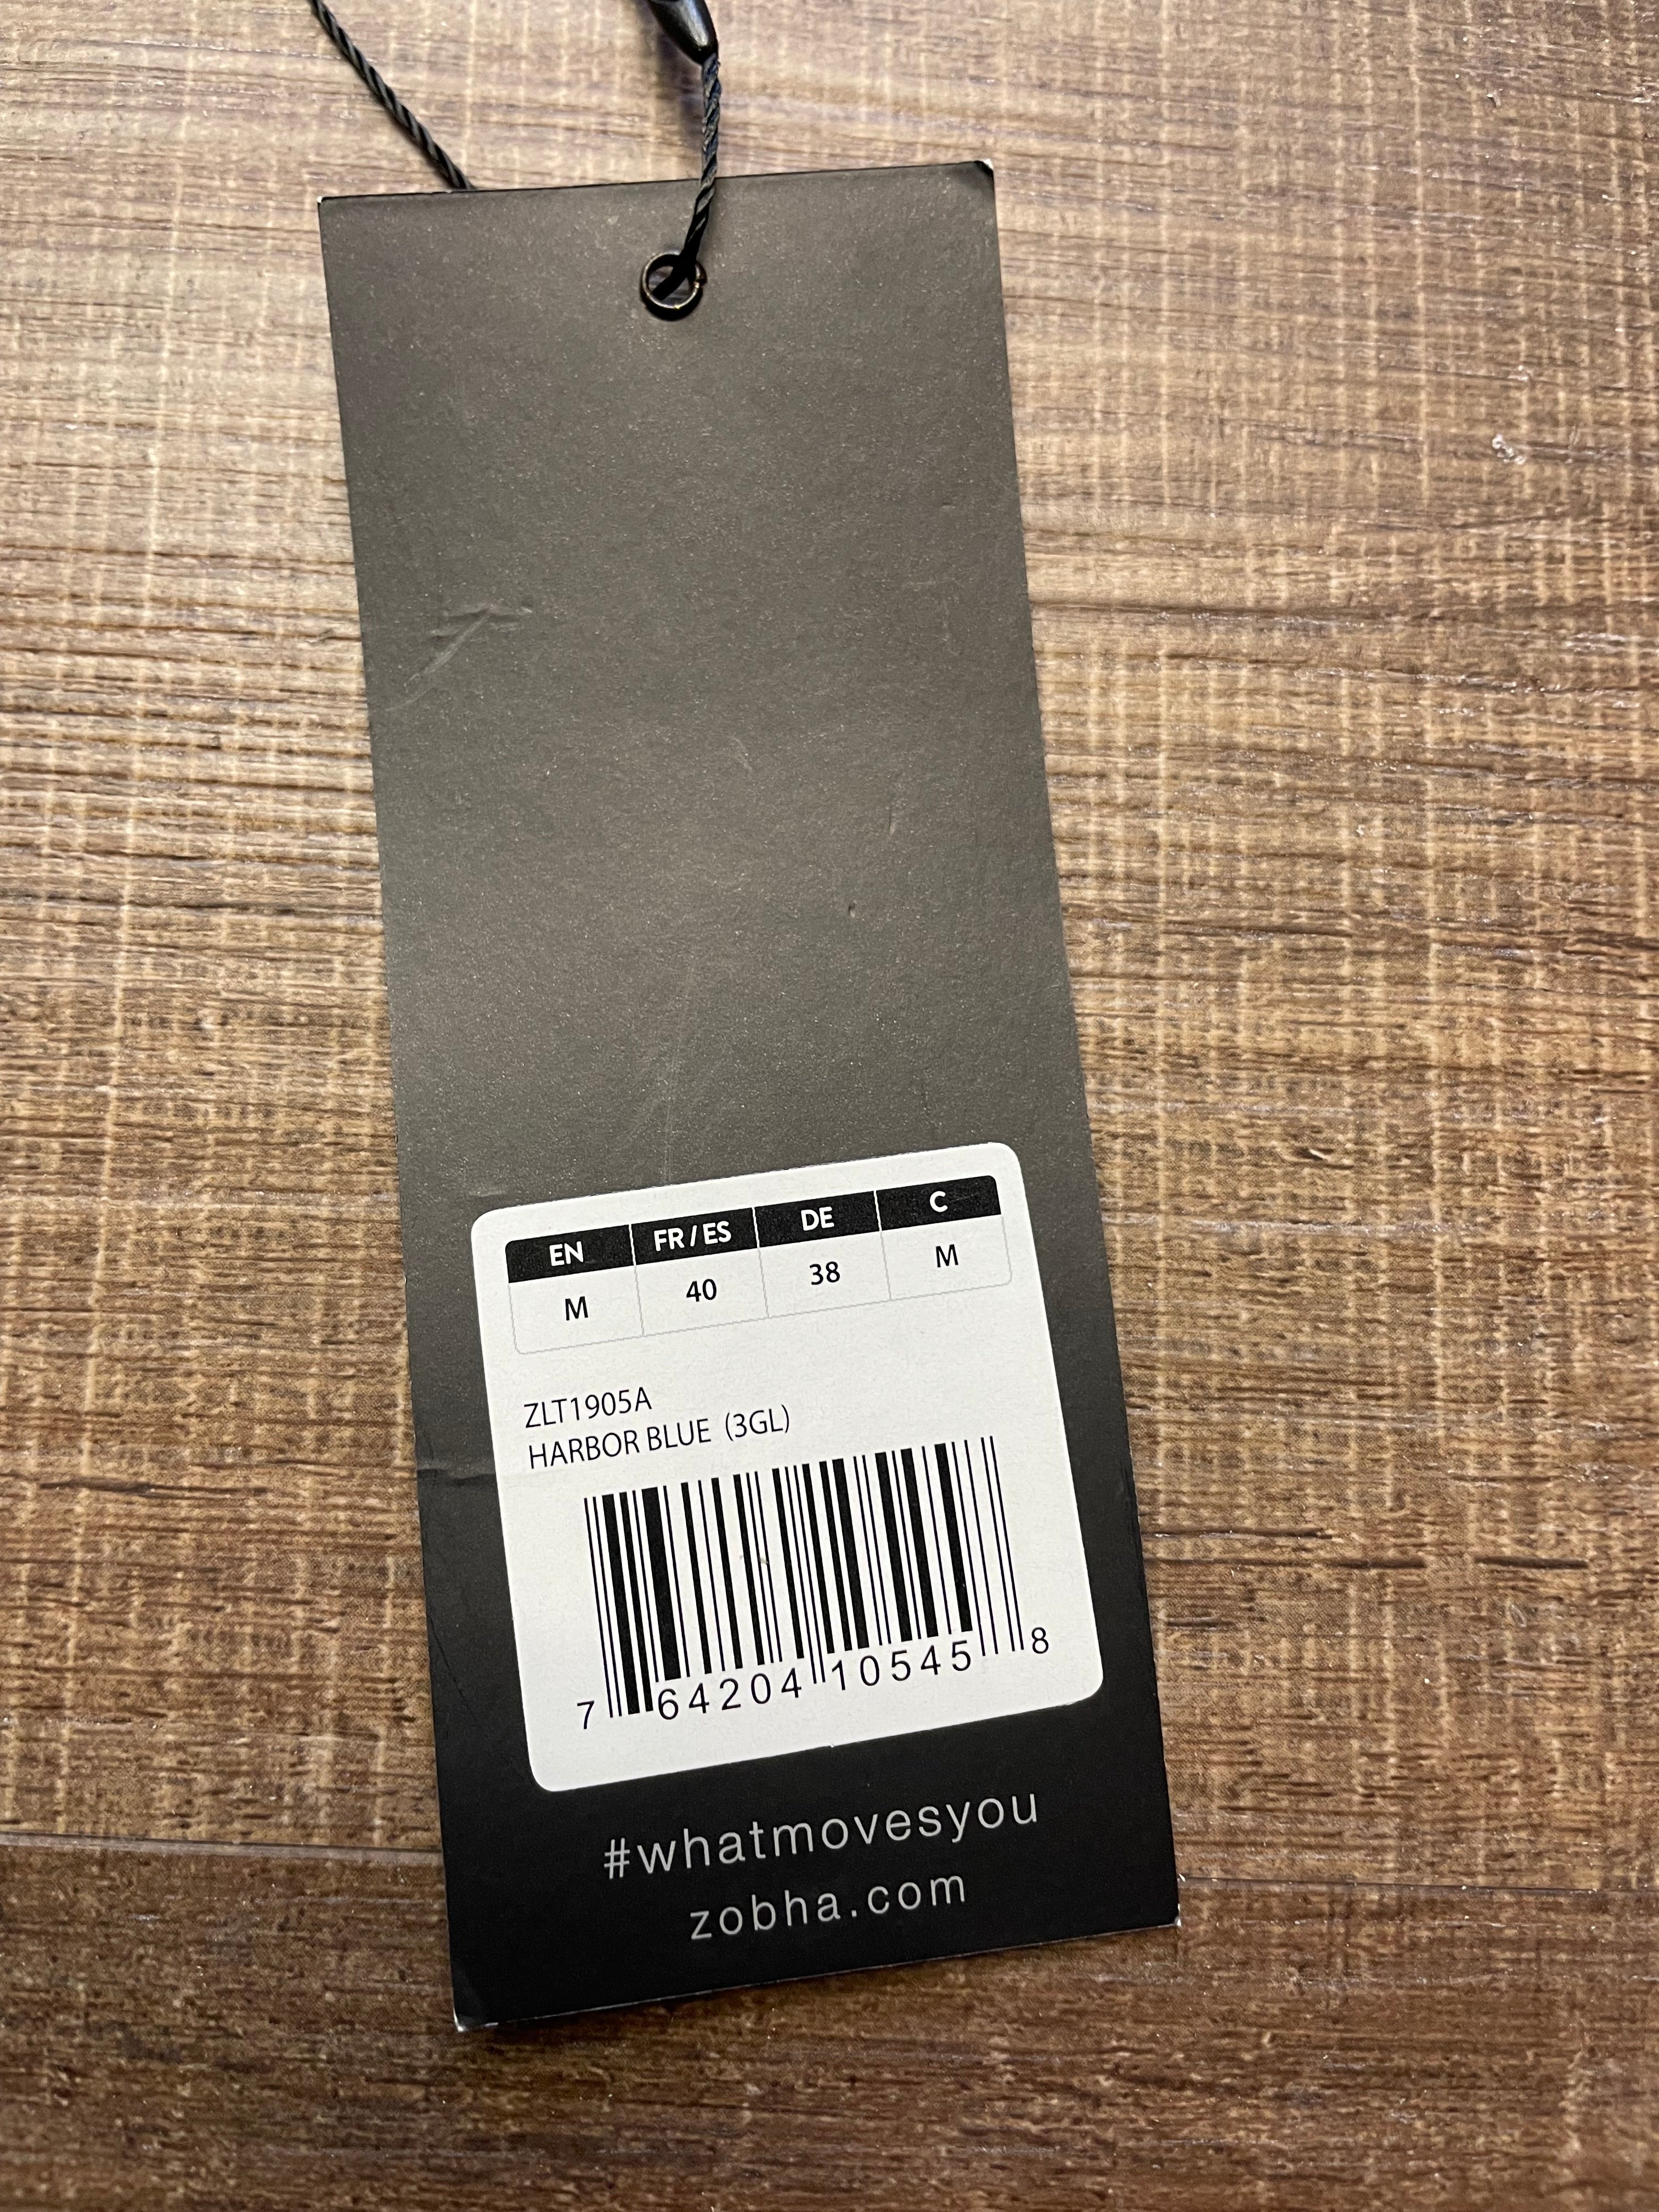 EN FR / ES DE C
M 40 38 M
ZLT1905A
HARBOR BLUE (3GL)
7 64204 10545 8
#whatmovesyou
zobha.com